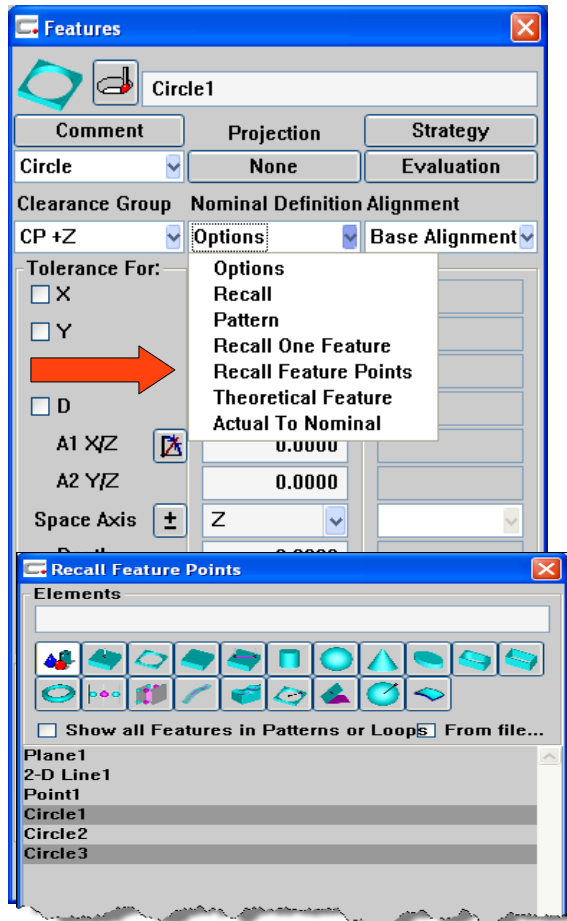 Features
Circle1
Comment Projection Strategy
Circle None Evaluation
Clearance Group Nominal Definition Alignment
CP +Z Options Base Alignment
Tolerance For:
Options
X
Recall
Pattern
Y
Recall One Feature
Recall Feature Points
Theoretical Feature
D
Actual To Nominal
A1 X/Z 0.0000
A2 Y/Z 0.0000
Space Axis ± Z
Recall Feature Points
Elements
Show all Features in Patterns or Loops From file...
Plane1
2-D Line1
Point1
Circle1
Circle2
Circle3